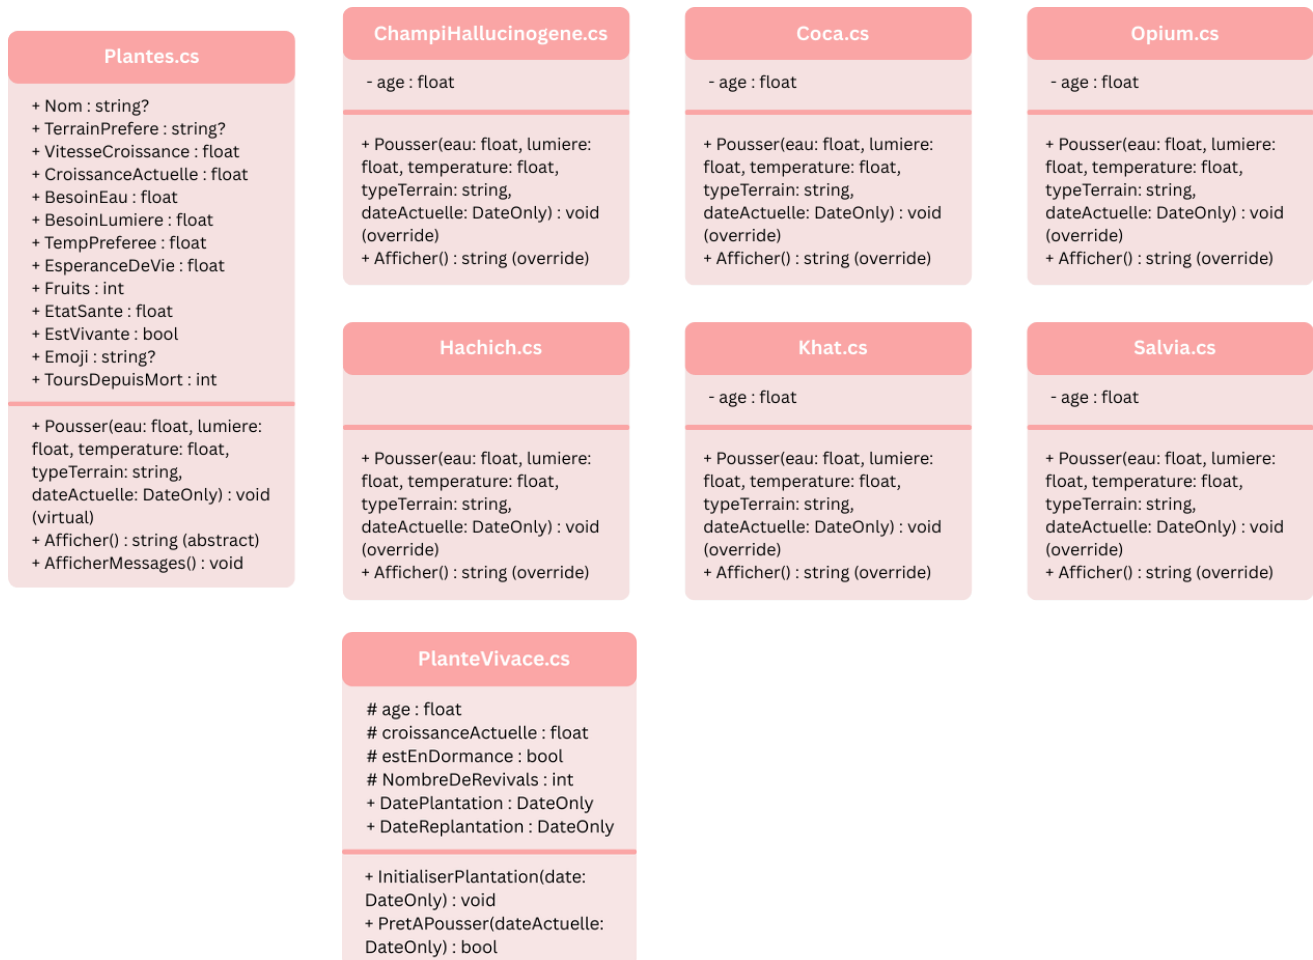 Plantes.cs
+ Nom : string?
+ TerrainPrefere : string?
+ VitesseCroissance : float
+ CroissanceActuelle : float
+ BesoinEau : float
+ BesoinLumiere : float
+ TempPreferee : float
+ EsperanceDeVie : float
+ Fruits : int
+ EtatSante : float
+ EstVivante : bool
+ Emoji : string?
+ ToursDepuisMort : int
+ Pousser(eau: float, lumiere:
float, temperature: float,
typeTerrain: string,
dateActuelle: DateOnly) : void
(virtual)
+ Afficher() : string (abstract)
+ AfficherMessages() : void
ChampiHallucinogene.cs
- age : float
+ Pousser(eau: float, lumiere:
float, temperature: float,
typeTerrain: string,
dateActuelle: DateOnly) : void
(override)
+ Afficher() : string (override)
Coca.cs
- age : float
+ Pousser(eau: float, lumiere:
float, temperature: float,
typeTerrain: string,
dateActuelle: DateOnly) : void
(override)
+ Afficher() : string (override)
Opium.cs
- age : float
+ Pousser(eau: float, lumiere:
float, temperature: float,
typeTerrain: string,
dateActuelle: DateOnly) : void
(override)
+ Afficher() : string (override)
Hachich.cs
+ Pousser(eau: float, lumiere:
float, temperature: float,
typeTerrain: string,
dateActuelle: DateOnly) : void
(override)
+ Afficher() : string (override)
Khat.cs
- age : float
+ Pousser(eau: float, lumiere:
float, temperature: float,
typeTerrain: string,
dateActuelle: DateOnly) : void
(override)
+ Afficher() : string (override)
Salvia.cs
- age : float
+ Pousser(eau: float, lumiere:
float, temperature: float,
typeTerrain: string,
dateActuelle: DateOnly) : void
(override)
+ Afficher() : string (override)
PlanteVivace.cs
# age : float
# croissanceActuelle : float
# estEnDormance : bool
# NombreDeRevivals : int
+ DatePlantation : DateOnly
+ DateReplantation : DateOnly
+ InitialiserPlantation(date:
DateOnly) : void
+ PretAPousser(dateActuelle:
DateOnly) : bool